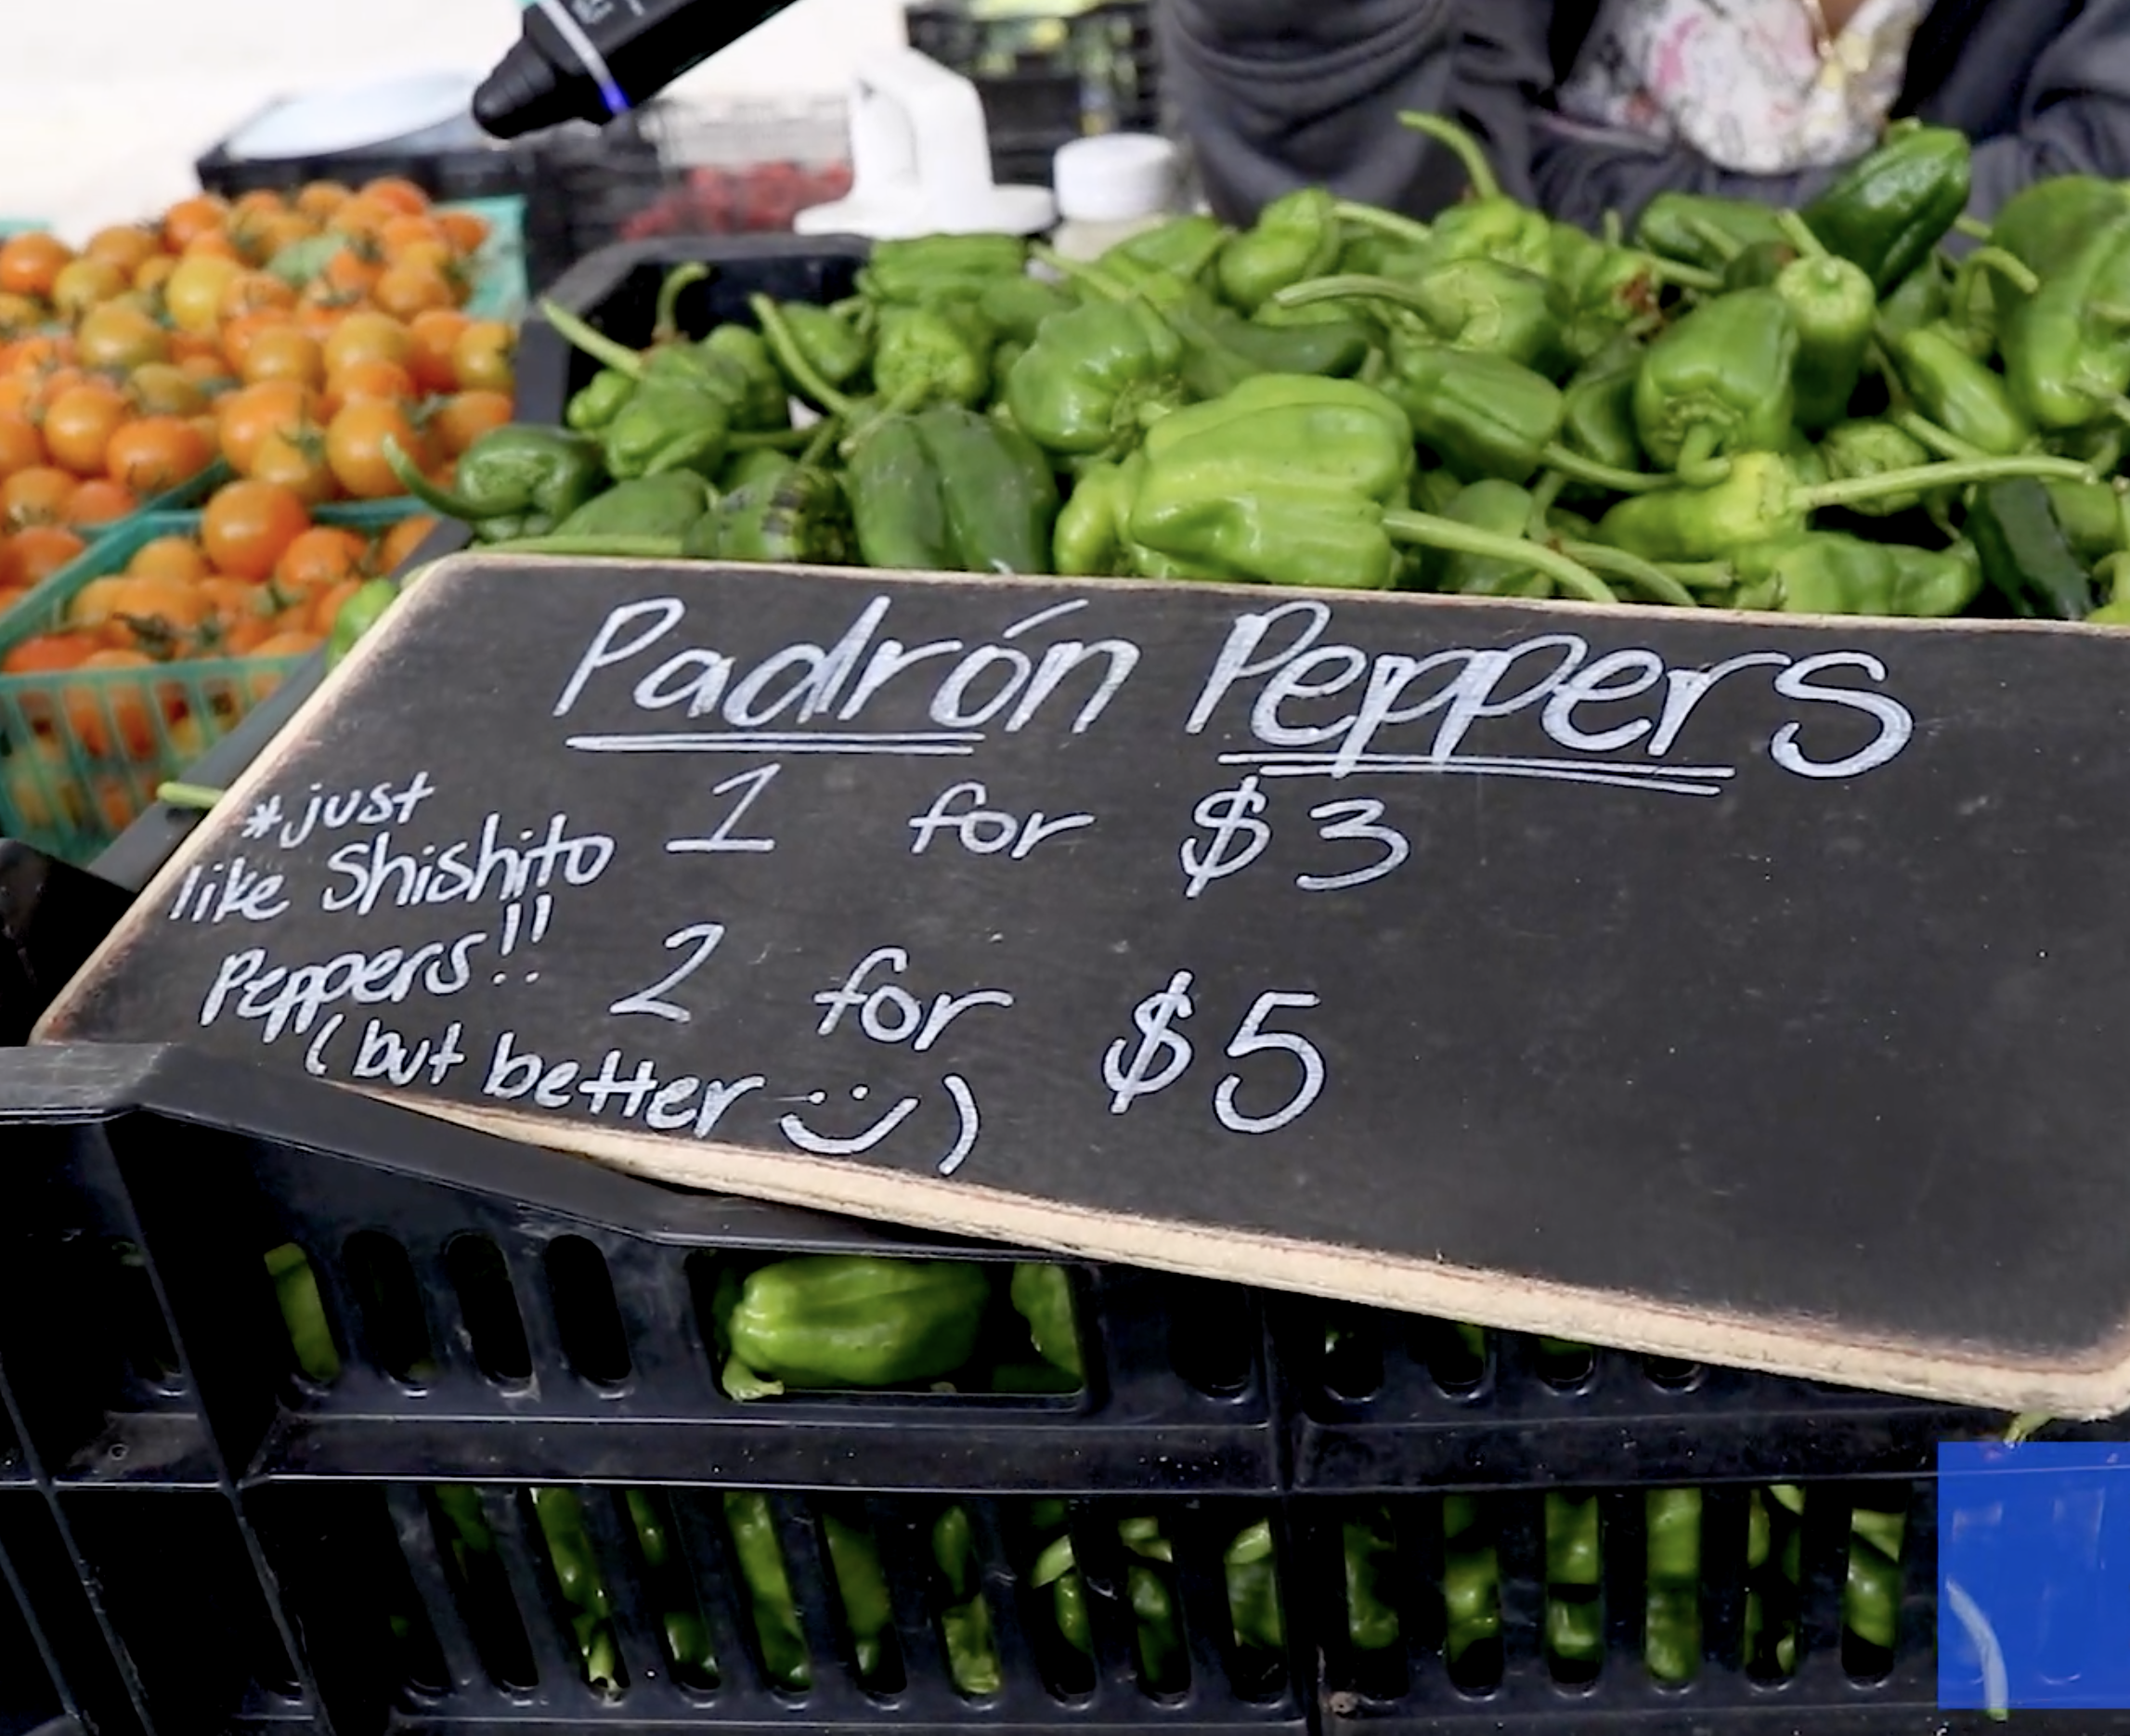 Padrón Peppers
*just
like Shishito
Peppers!!
(but better :))
1 for $3
2 for $5